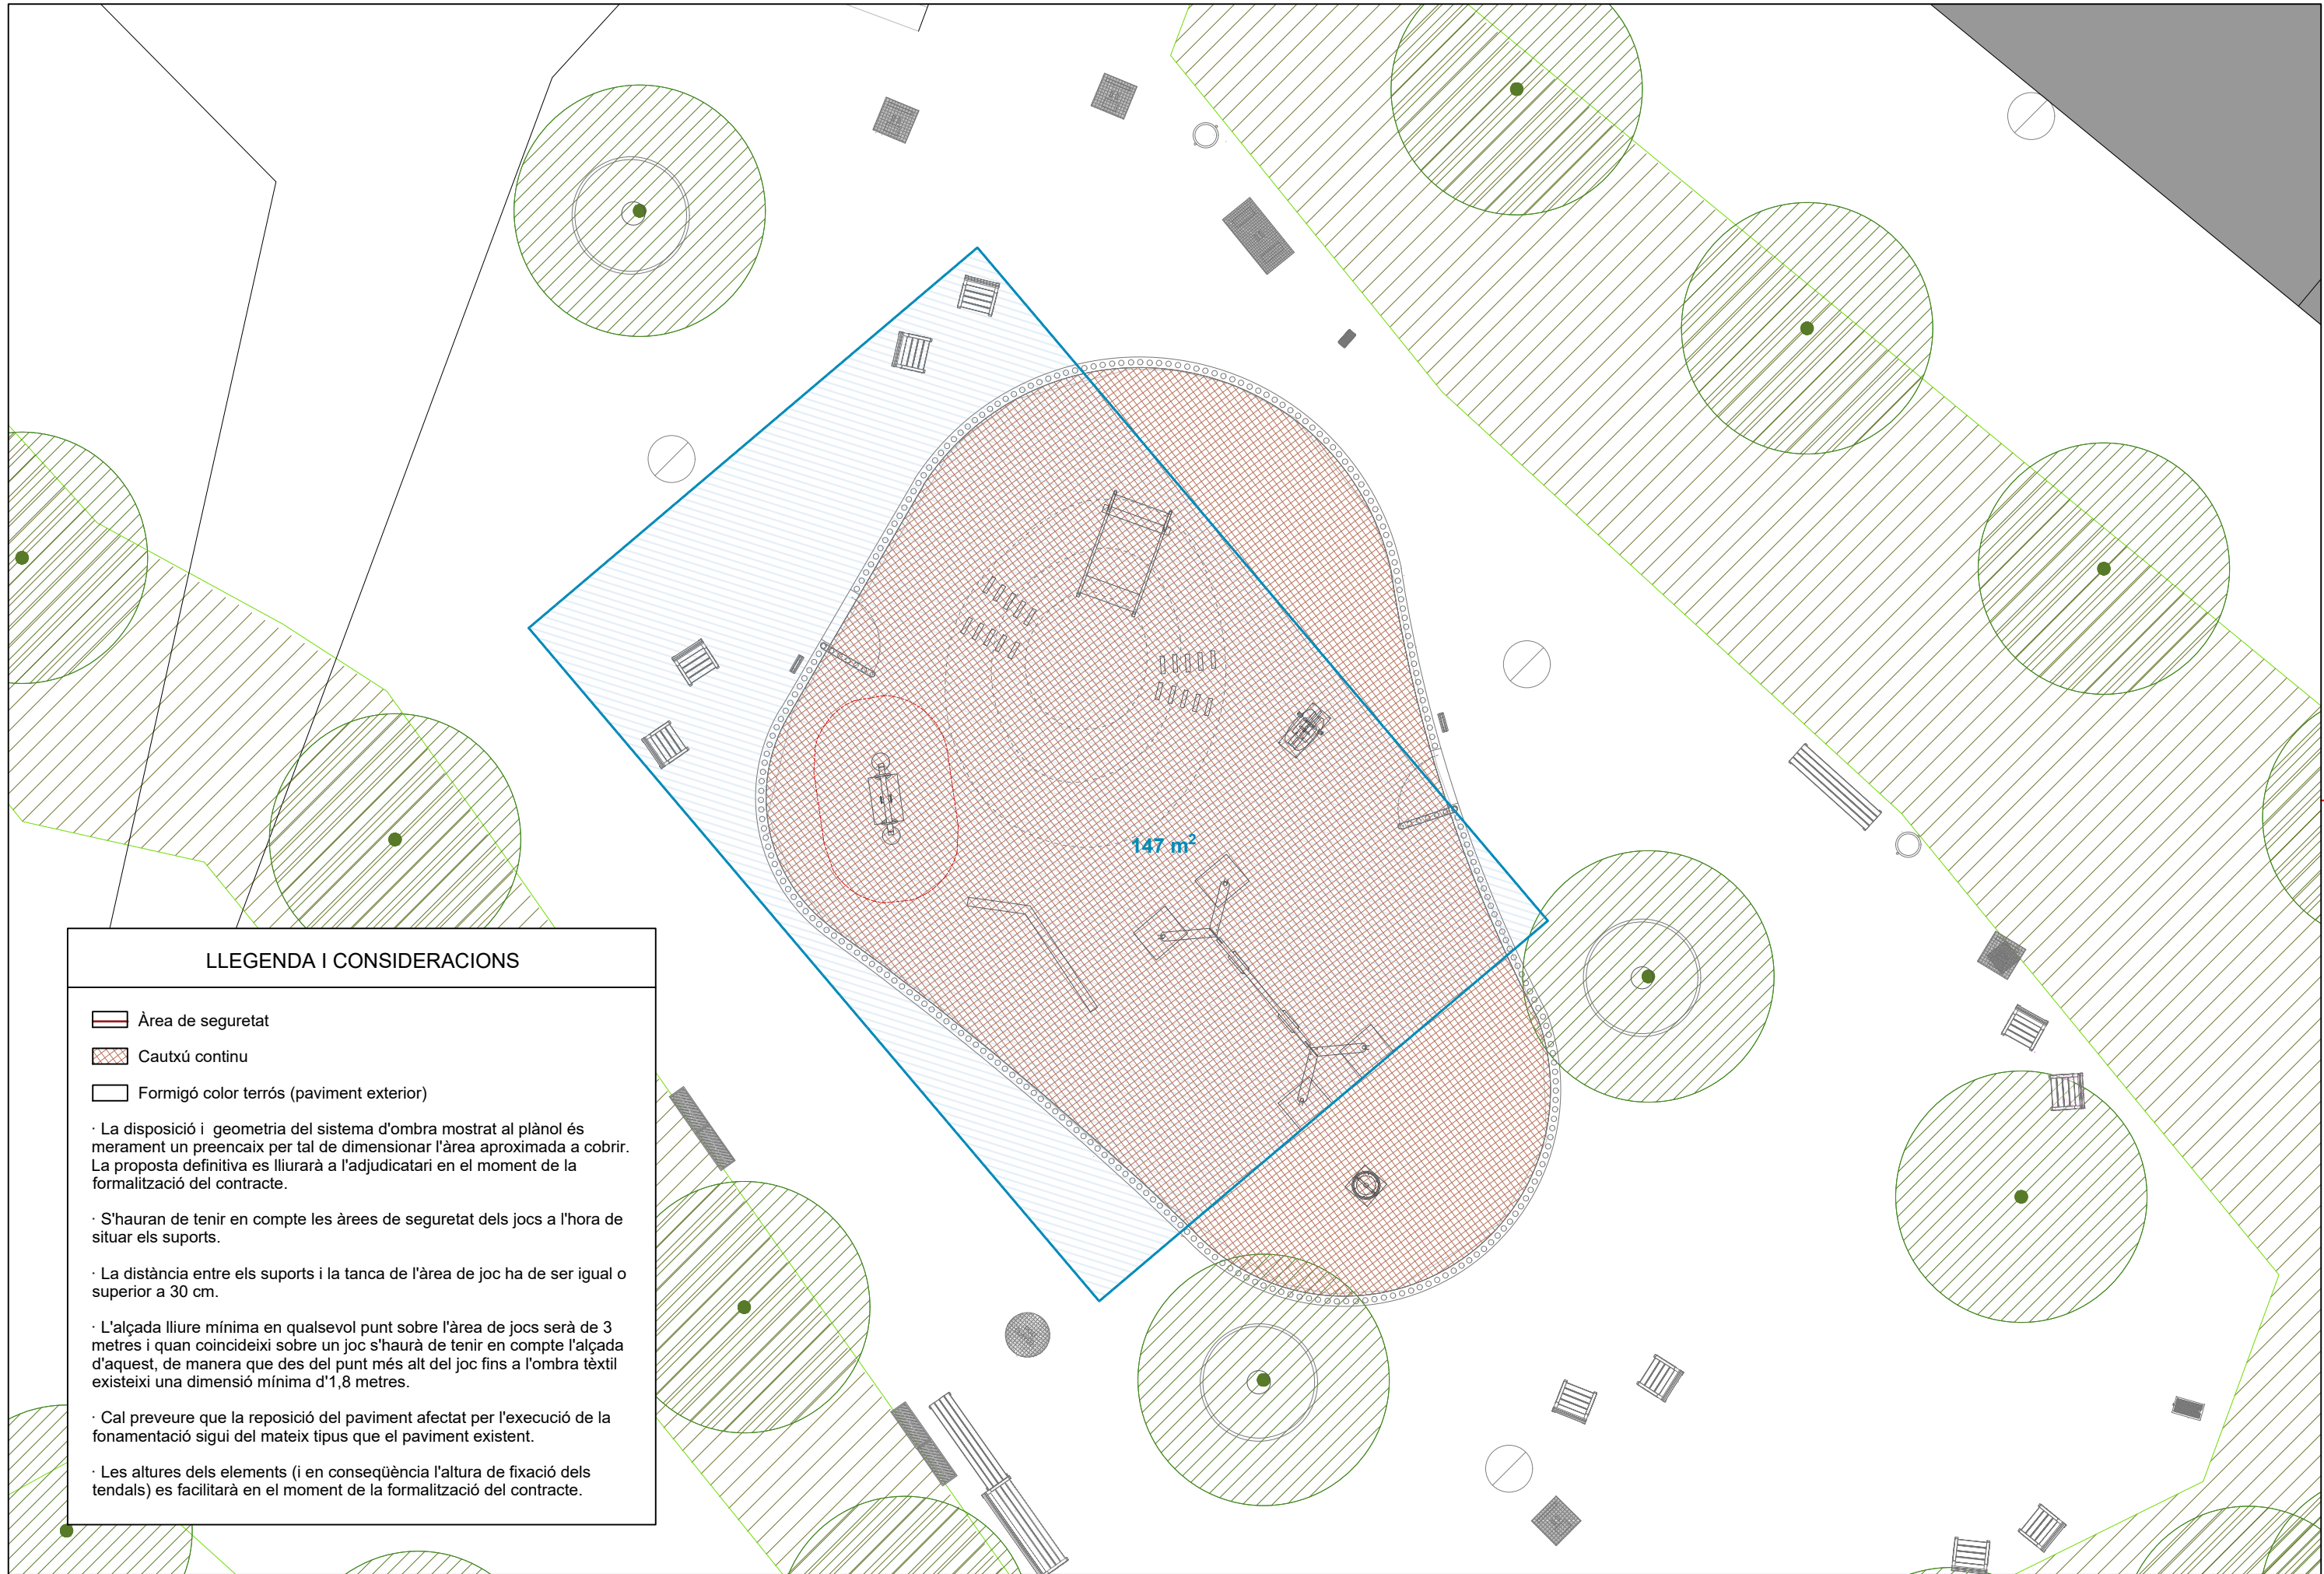 147 m²
LLEGENDA I CONSIDERACIONS
Àrea de seguretat
Cautxú continu
Formigó color terrós (paviment exterior)
· La disposició i geometria del sistema d'ombra mostrat al plànol és
merament un preencaix per tal de dimensionar l'àrea aproximada a cobrir.
La proposta definitiva es lliurarà a l'adjudicatari en el moment de la
formalització del contracte.
· S'hauran de tenir en compte les àrees de seguretat dels jocs a l'hora de
situar els suports.
· La distància entre els suports i la tanca de l'àrea de joc ha de ser igual o
superior a 30 cm.
· L'alçada lliure mínima en qualsevol punt sobre l'àrea de jocs serà de 3
metres i quan coincideixi sobre un joc s'haurà de tenir en compte l'alçada
d'aquest, de manera que des del punt més alt del joc fins a l'ombra tèxtil
existeixi una dimensió mínima d'1,8 metres.
· Cal preveure que la reposició del paviment afectat per l'execució de la
fonamentació sigui del mateix tipus que el paviment existent.
· Les altures dels elements (i en conseqüència l'altura de fixació dels
tendals) es facilitarà en el moment de la formalització del contracte.